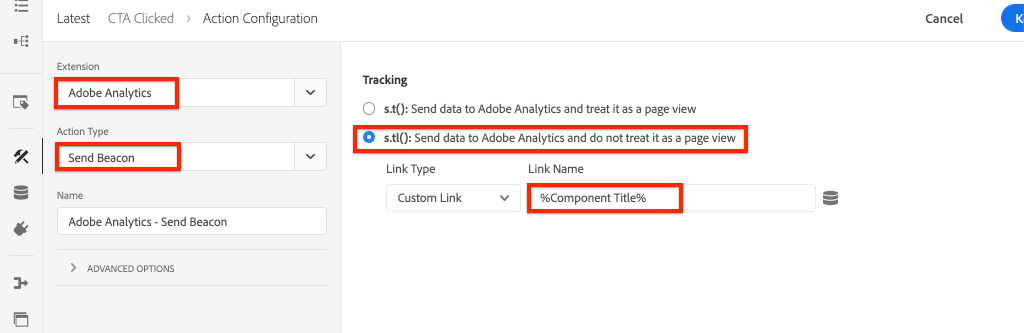 Latest CTA Clicked > Action Configuration Cancel
Extension
Adobe Analytics
Action Type
Send Beacon
Name
Adobe Analytics - Send Beacon
> ADVANCED OPTIONS
Tracking
s.t(): Send data to Adobe Analytics and treat it as a page view
s.tl(): Send data to Adobe Analytics and do not treat it as a page view
Link Type Link Name
Custom Link %Component Title%